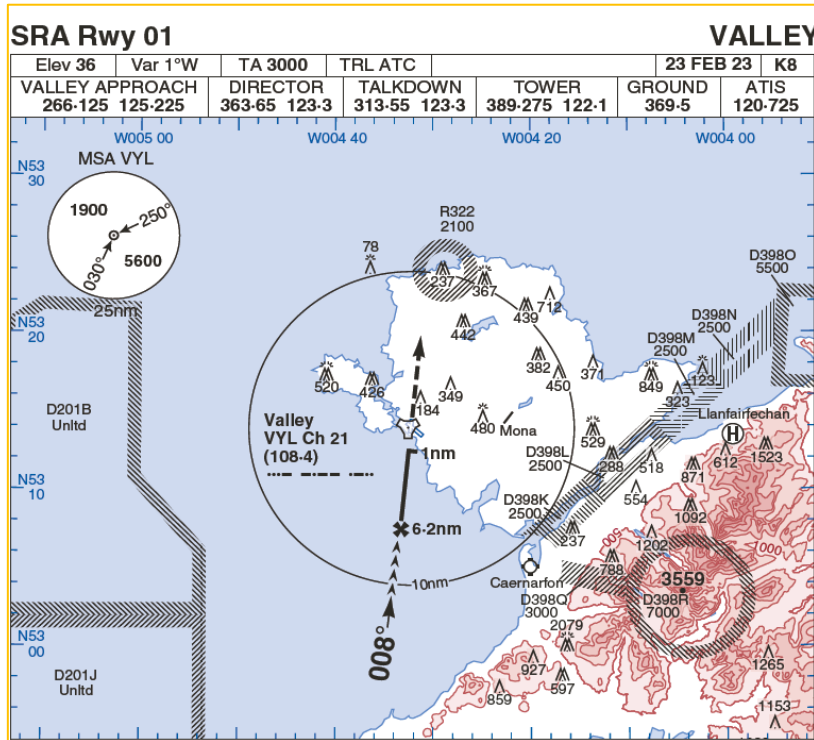 SRA Rwy 01 VALLEY
Elev 36 Var 1°W TA 3000 TRL ATC 23 FEB 23 K8
VALLEY APPROACH DIRECTOR TALKDOWN TOWER GROUND ATIS
266·125 125·225 363·65 123·3 313·55 123·3 389·275 122·1 369·5 120·725
W005 00 W004 40 W004 20 W004 00
N53
30
MSA VYL
1900
250°
030°
5600
25nm
R322
2100
78
237
367
D398O
5500
712
D398N
2500
439
442
N53
20
D398M
2500
382
371
450
520
426
849
123
323
349
184
D201B
Unltd
Valley
VYL Ch 21
(108·4)
480
Mona
529
Llanfairfechan
H
1nm
D398L
2500
288
518
612
1523
871
N53
10
554
D398K
2500
1092
6·2nm
237
500
1202
1000
788
10nm
Caernarfon
3559
D398Q
3000
D398R
7000
008°
2079
N53
00
927
1265
D201J
Unltd
859
597
1153